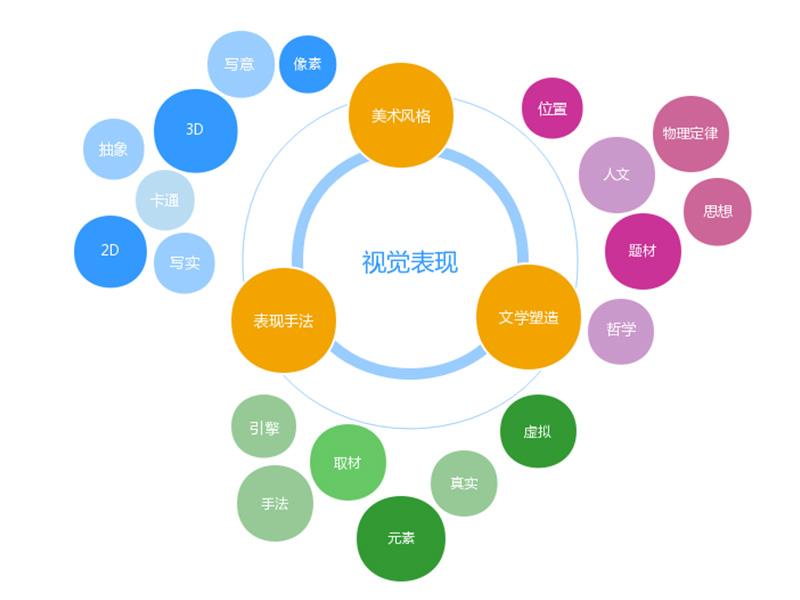 写意
像素
美术风格
3D
抽象
卡通
2D
写实
位置
物理定律
人文
思想
题材
视觉表现
表现手法
文学塑造
哲学
引擎
取材
手法
虚拟
真实
元素